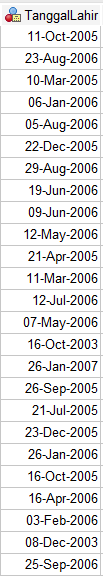 TanggalLahir
11-Oct-2005
23-Aug-2006
10-Mar-2005
06-Jan-2006
05-Aug-2006
22-Dec-2005
29-Aug-2006
19-Jun-2006
09-Jun-2006
12-May-2006
21-Apr-2005
11-Mar-2006
12-Jul-2006
07-May-2006
16-Oct-2003
26-Jan-2007
26-Sep-2005
21-Jul-2005
23-Dec-2005
26-Jan-2006
16-Oct-2005
16-Apr-2006
03-Feb-2006
08-Dec-2003
25-Sep-2006